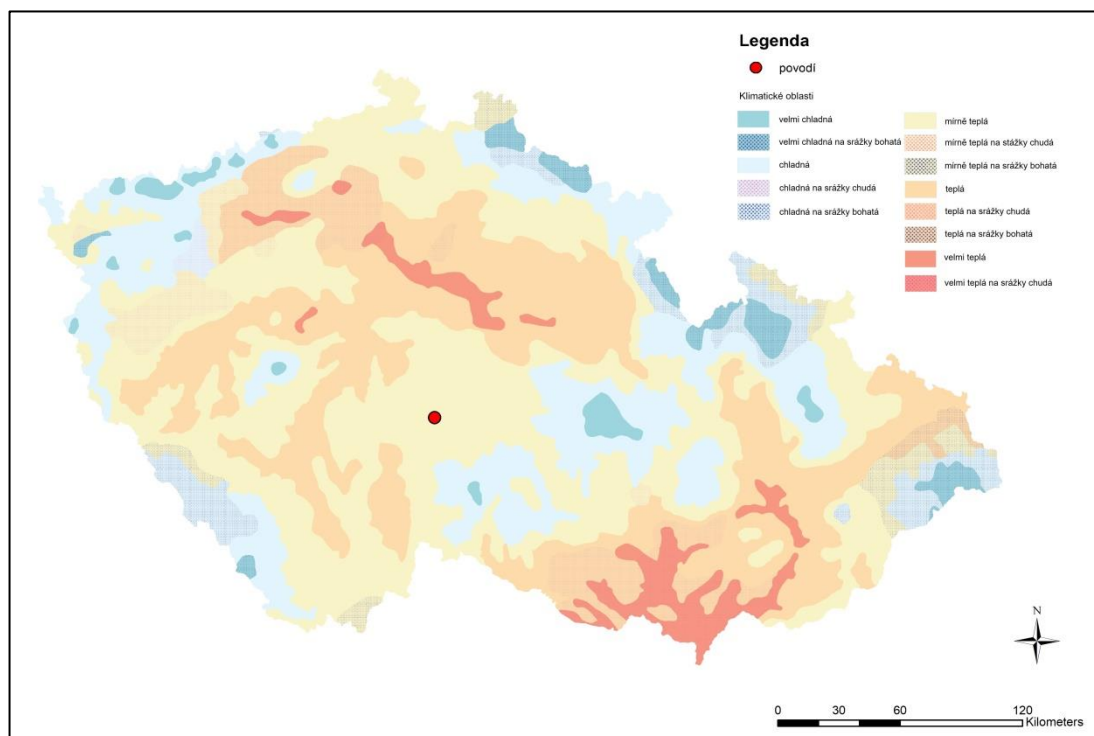 Legenda
povodí
Klimatické oblasti
velmi chladná
velmi chladná na srážky bohatá
chladná
chladná na srážky chudá
chladná na srážky bohatá
mírně teplá
mírně teplá na stážky chudá
mírně teplá na srážky bohatá
teplá
teplá na srážky chudá
teplá na srážky bohatá
velmi teplá
velmi teplá na srážky chudá
N
0 30 60 120
Kilometers